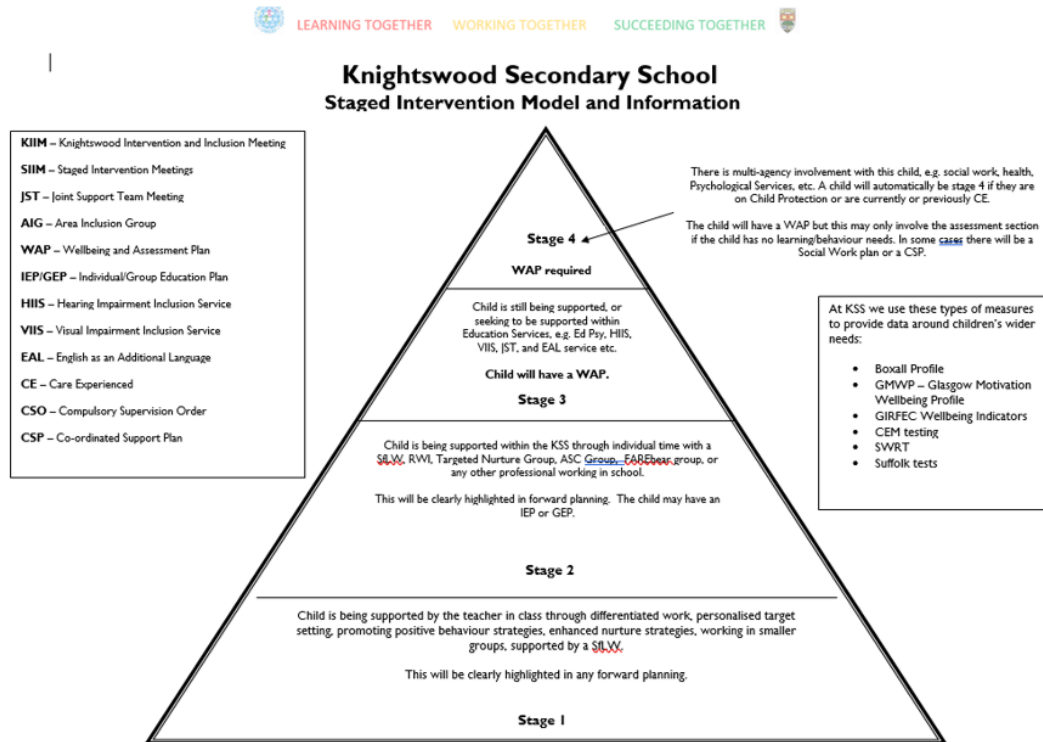 LEARNING TOGETHER WORKING TOGETHER SUCCEEDING TOGETHER
Knightswood Secondary School
Staged Intervention Model and Information
KIIM – Knightswood Intervention and Inclusion Meeting
SIIM – Staged Intervention Meetings
JST – Joint Support Team Meeting
AIG – Area Inclusion Group
WAP – Wellbeing and Assessment Plan
IEP/GEP – Individual/Group Education Plan
HIIS – Hearing Impairment Inclusion Service
VIIS – Visual Impairment Inclusion Service
EAL – English as an Additional Language
CE – Care Experienced
CSO – Compulsory Supervision Order
CSP – Co-ordinated Support Plan
There is multi-agency involvement with this child, e.g. social work, health,
Psychological Services, etc. A child will automatically be stage 4 if they are
on Child Protection or are currently or previously CE.
The child will have a WAP but this may only involve the assessment section
if the child has no learning/behaviour needs. In some cases there will be a
Social Work plan or a CSP.
Stage 4
WAP required
Child is still being supported, or
seeking to be supported within
Education Services, e.g. Ed Psy, HIIS,
VIIS, JST, and EAL service etc.
Child will have a WAP.
Stage 3
At KSS we use these types of measures
to provide data around children's wider
needs:
• Boxall Profile
• GMWP – Glasgow Motivation
Wellbeing Profile
• GIRFEC Wellbeing Indicators
• CEM testing
• SWRT
• Suffolk tests
Child is being supported within the KSS through individual time with a
SfLW, RWI, Targeted Nurture Group, ASC Group, FAREbear group, or
any other professional working in school.
This will be clearly highlighted in forward planning. The child may have an
IEP or GEP.
Stage 2
Child is being supported by the teacher in class through differentiated work, personalised target
setting, promoting positive behaviour strategies, enhanced nurture strategies, working in smaller
groups, supported by a SfLW.
This will be clearly highlighted in any forward planning.
Stage 1